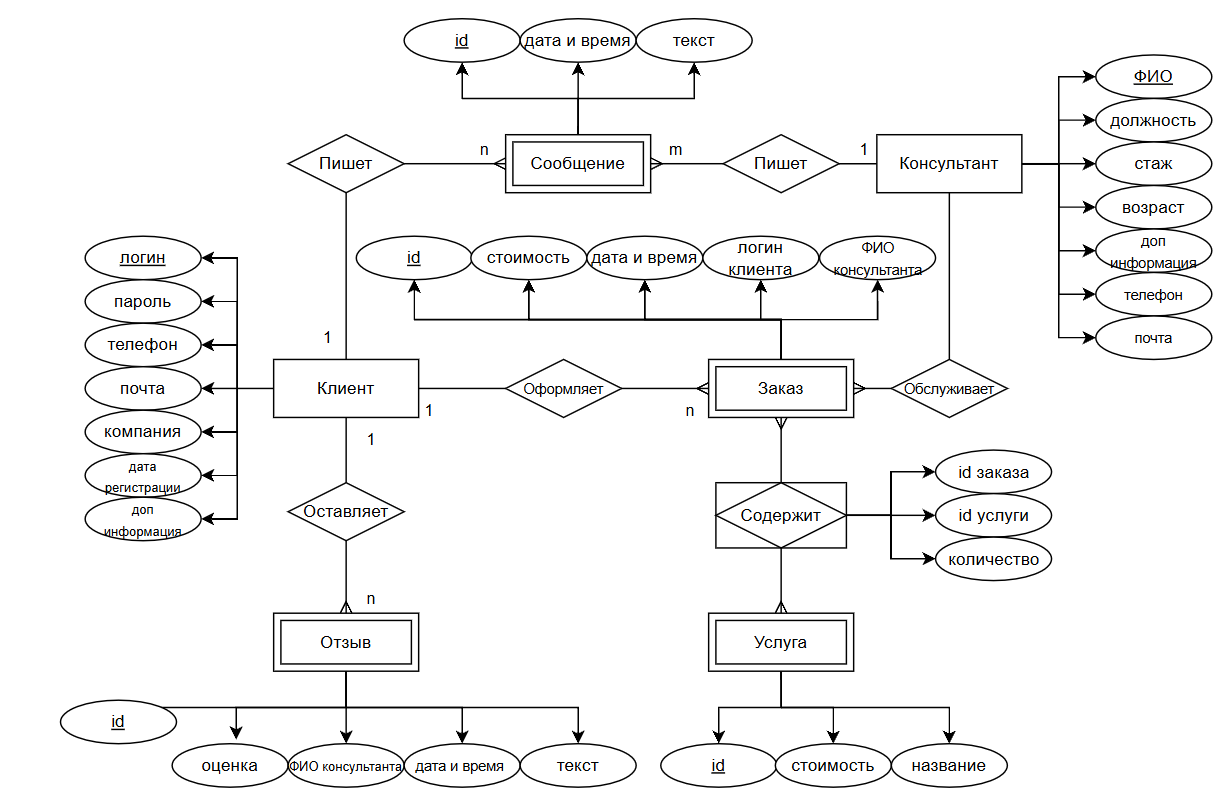 id
дата и время
текст
ФИО
должность
стаж
возраст
доп
информация
телефон
почта
Пишет
n
Сообщение
m
Пишет
1
Консультант
id
стоимость
дата и время
логин
клиента
ФИО
консультанта
логин
пароль
телефон
почта
компания
дата
регистрации
доп
информация
1
Клиент
1
Оформляет
n
Заказ
Обслуживает
1
Оставляет
n
Содержит
id заказа
id услуги
количество
Отзыв
Услуга
id
оценка
ФИО консультанта
дата и время
текст
id
стоимость
название